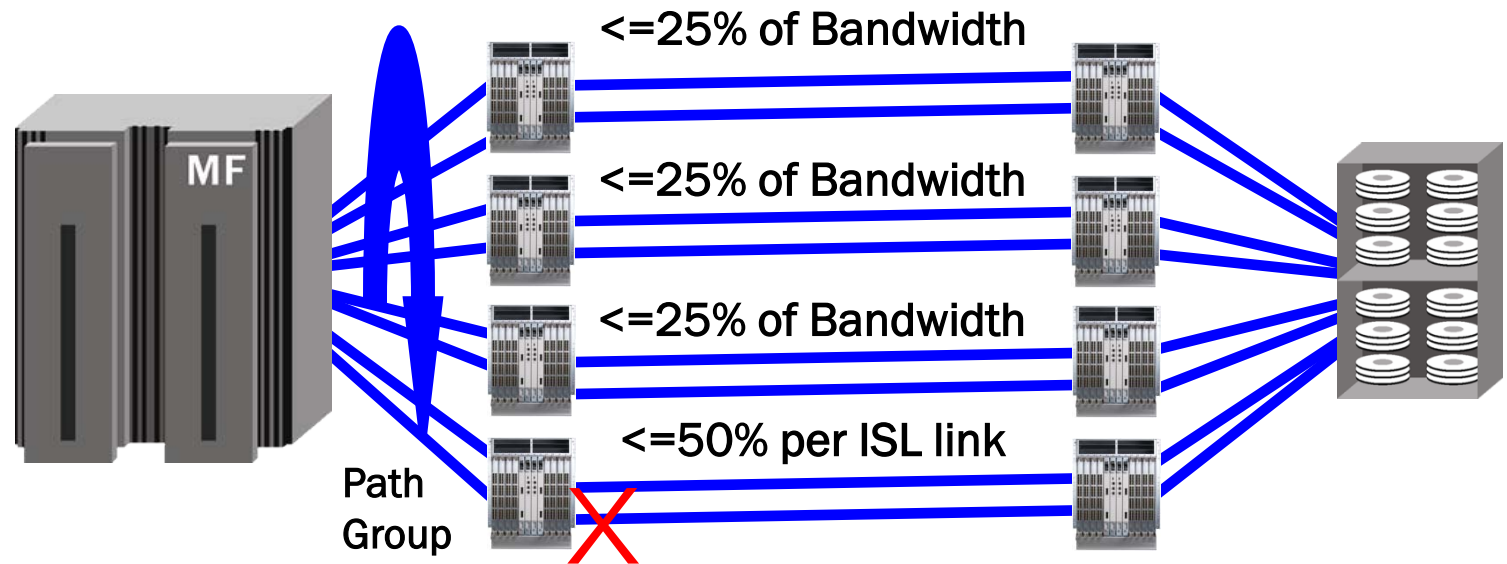 <=25% of Bandwidth
MF
<=25% of Bandwidth
<=25% of Bandwidth
<=50% per ISL link
Path
Group